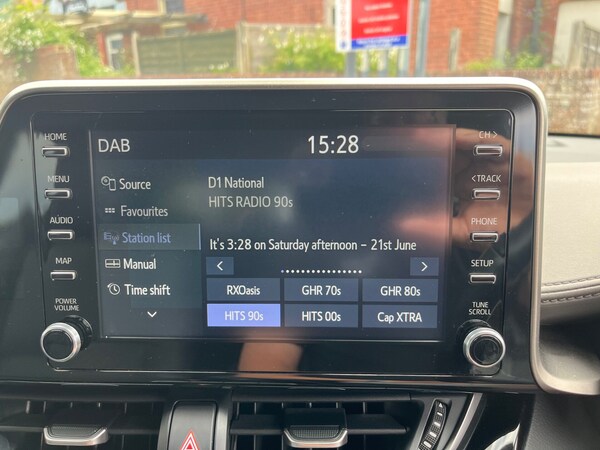 HOME
MENU
AUDIO
MAP
POWER
VOLUME
DAB
15:28
Source
Favourites
Station list
Manual
Time shift
D1 National
HITS RADIO 90s
It's 3:28 on Saturday afternoon – 21st June
< >
RXOasis GHR 70s GHR 80s
HITS 90s HITS 00s Cap XTRA
CH >
< TRACK
PHONE
SETUP
TUNE
SCROLL